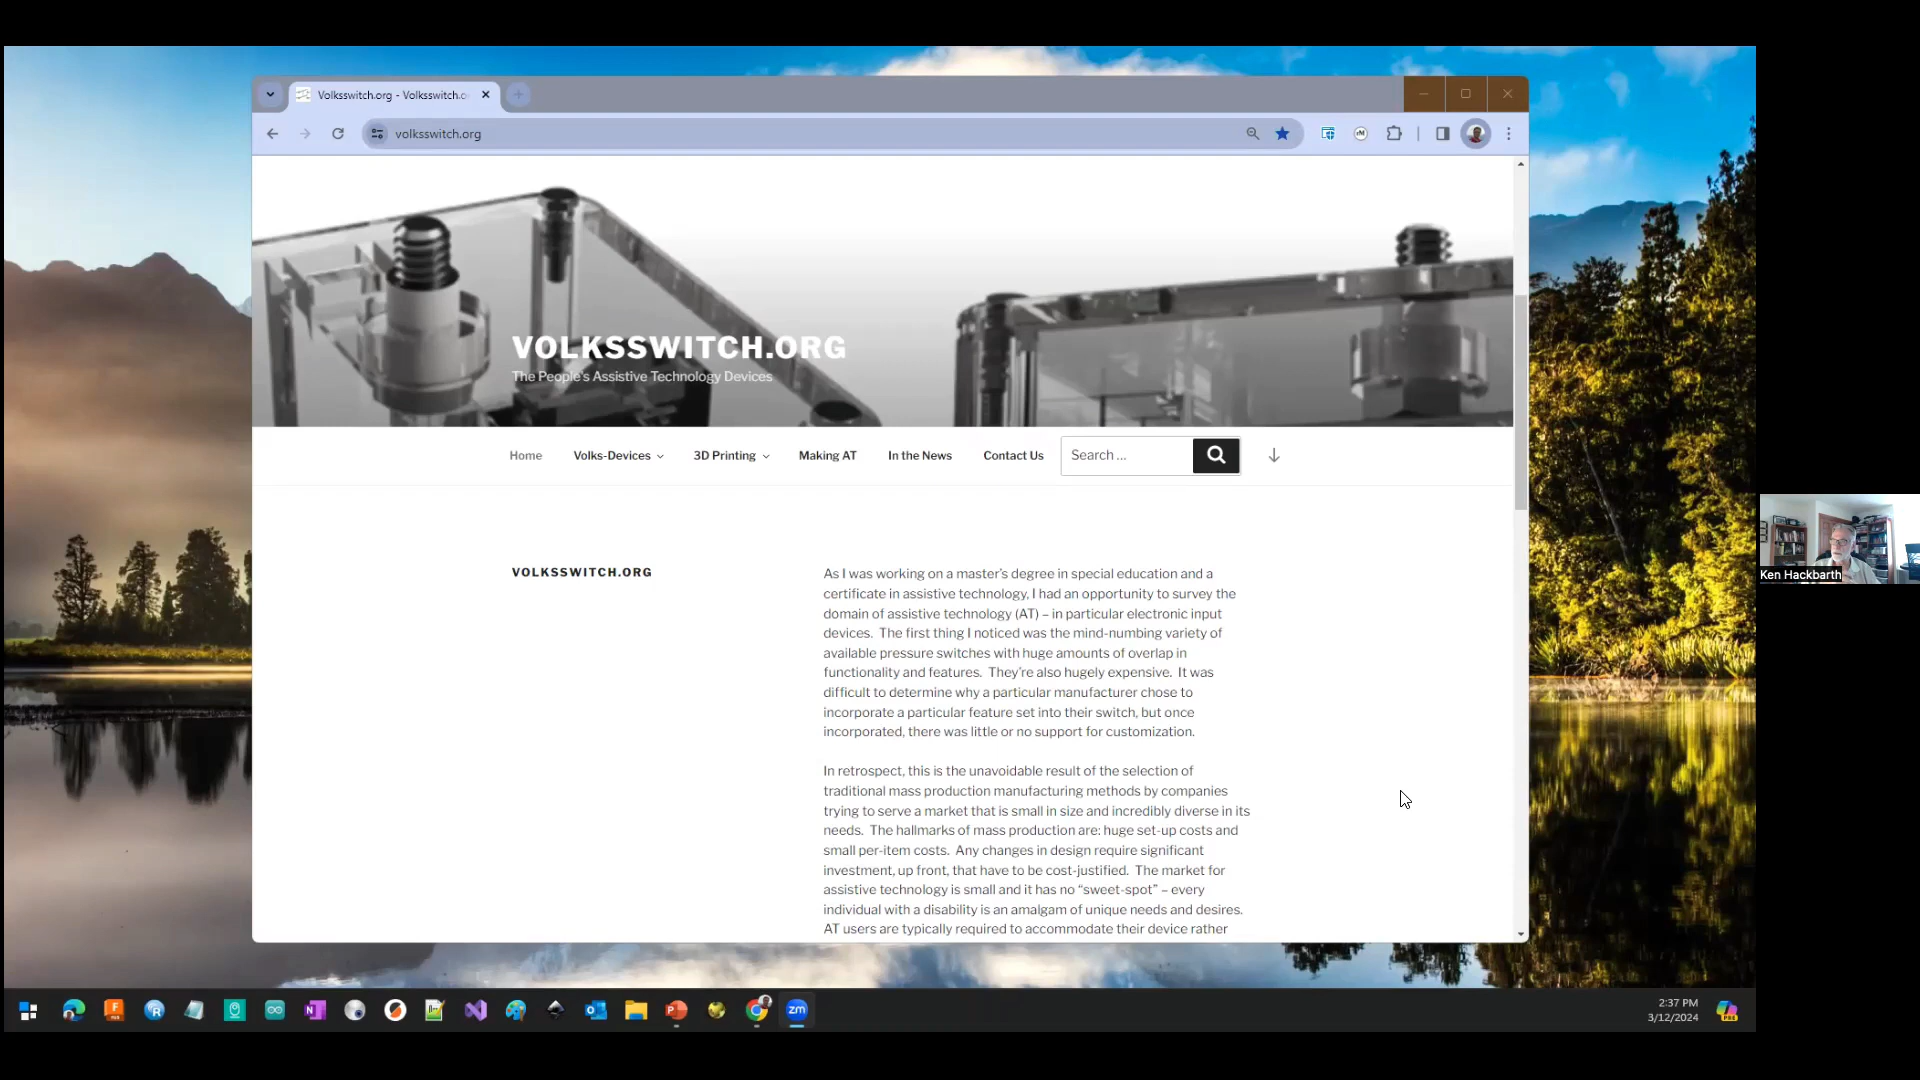 Volksswitch.org - Volksswitch.o
volksswitch.org
VOLKSSWITCH.ORG
The People's Assistive Technology Devices
Home Volks-Devices 3D Printing Making AT In the News Contact Us Search …
VOLKSSWITCH.ORG
As I was working on a master's degree in special education and a
certificate in assistive technology, I had an opportunity to survey the
domain of assistive technology (AT) – in particular electronic input
devices.  The first thing I noticed was the mind-numbing variety of
available pressure switches with huge amounts of overlap in
functionality and features.  They're also hugely expensive.  It was
difficult to determine why a particular manufacturer chose to
incorporate a particular feature set into their switch, but once
incorporated, there was little or no support for customization.
In retrospect, this is the unavoidable result of the selection of
traditional mass production manufacturing methods by companies
trying to serve a market that is small in size and incredibly diverse in its
needs.  The hallmarks of mass production are: huge set-up costs and
small per-item costs.  Any changes in design require significant
investment, up front, that have to be cost-justified.  The market for
assistive technology is small and it has no “sweet-spot” – every
individual with a disability is an amalgam of unique needs and desires.
AT users are typically required to accommodate their device rather
Ken Hackbarth
zm
2:37 PM
3/12/2024